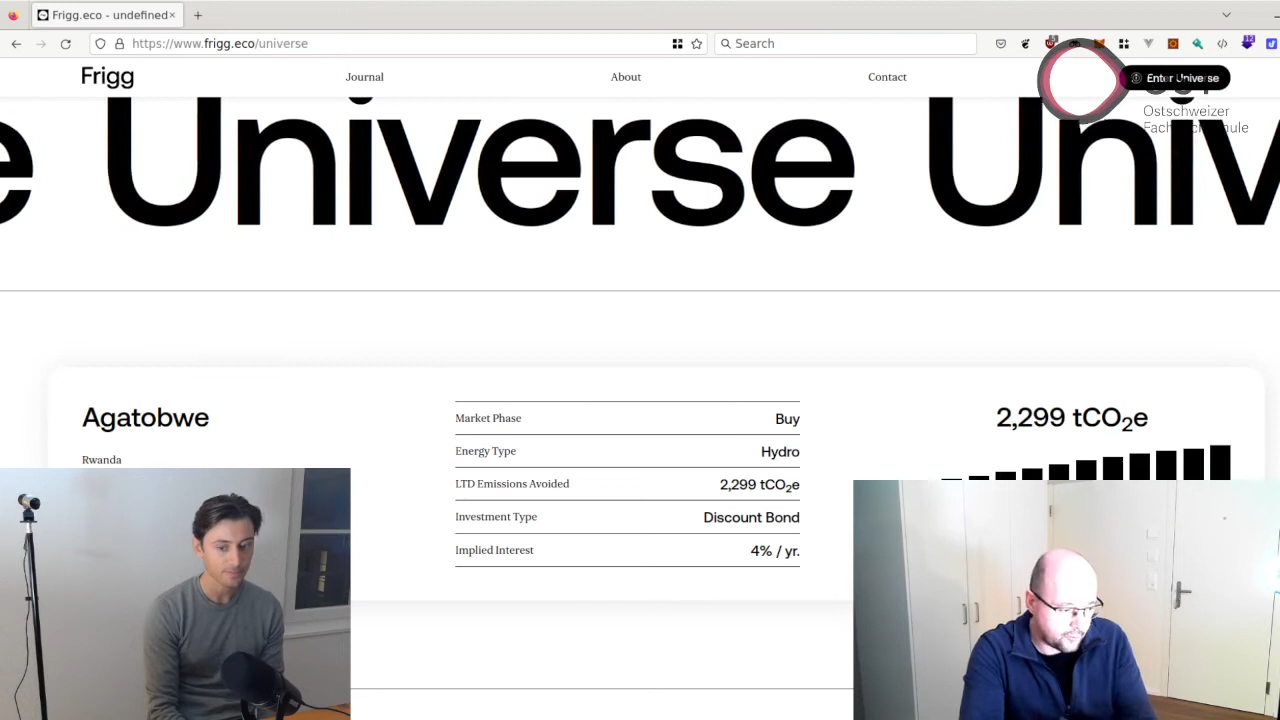 Frigg.eco - undefined
https://www.frigg.eco/universe
Search
12
Frigg
Journal
About
Contact
Enter Universe
Ostschweizer
e Universe Univ
Agatobwe
Rwanda
Market Phase Buy
Energy Type Hydro
LTD Emissions Avoided 2,299 tCO₂e
Investment Type Discount Bond
Implied Interest 4% / yr.
2,299 tCO₂e